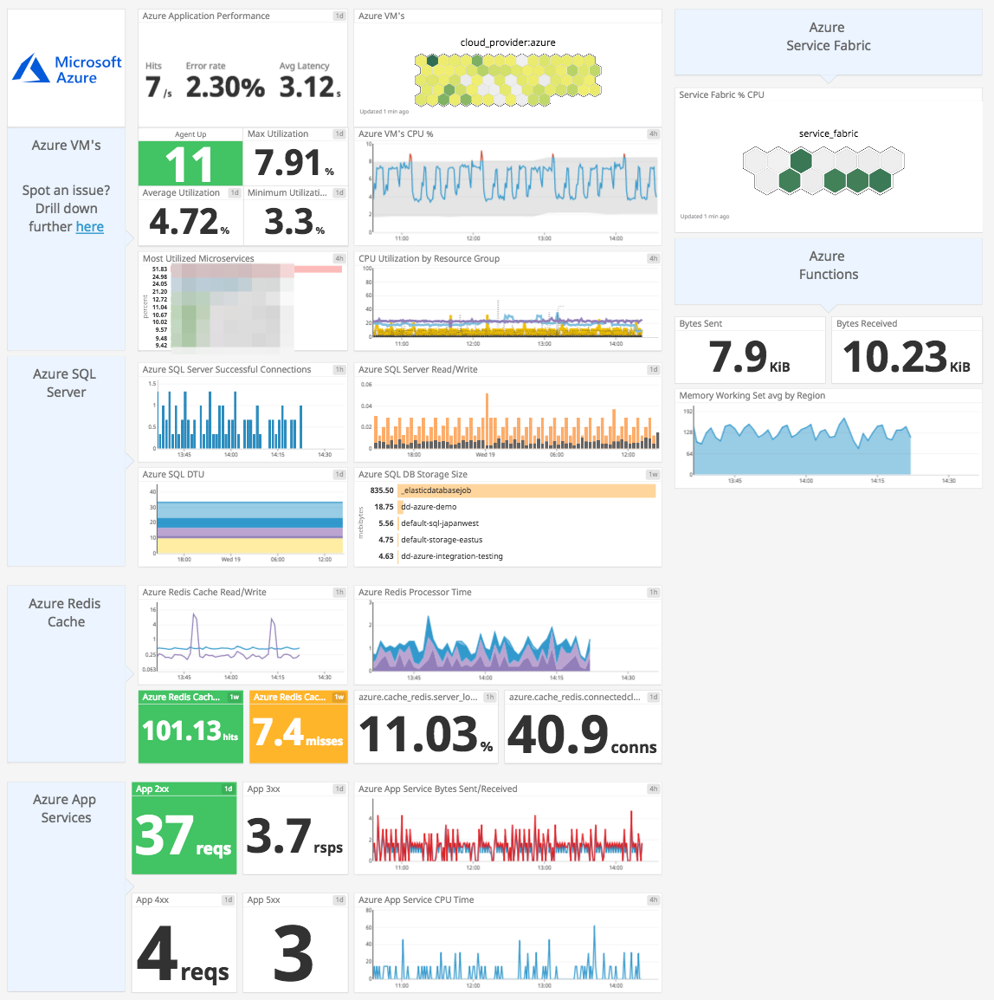 Microsoft
Azure
Azure VM's
Spot an issue?
Drill down
further here
Azure Application Performance 1d
Hits Error rate Avg Latency
7 /s 2.30% 3.12 s
Azure VM's
cloud_provider:azure
Updated 1 min ago
Agent Up
11
Max Utilization 1d
7.91 %
Average Utilization 1d
4.72 %
Minimum Utilizati... 1d
3.3 %
Azure VM's CPU % 4h
10
8
6
4
2
0
11:00 12:00 13:00 14:00
Most Utilized Microservices 4h
percent
51.83
24.98
24.05
21.20
12.72
11.04
10.67
10.02
9.57
9.48
9.42
CPU Utilization by Resource Group 4h
100
80
60
40
20
0
11:00 12:00 13:00 14:00
Azure SQL
Server
Azure SQL Server Successful Connections 1h
1.5
1
0.5
0
13:45 14:00 14:15 14:30
Azure SQL Server Read/Write 1d
0.06
0.04
0.02
0
18:00 Wed 19 06:00 12:00
Azure SQL DTU 1d
40
30
20
10
0
18:00 Wed 19 06:00 12:00
Azure SQL DB Storage Size 1w
mebibytes
835.50 _elasticdatabasejob
18.75 dd-azure-demo
5.56 default-sql-japanwest
4.75 default-storage-eastus
4.63 dd-azure-integration-testing
Azure Redis
Cache
Azure Redis Cache Read/Write 1h
16
4
1
0.25
0.063
13:45 14:00 14:15 14:30
Azure Redis Processor Time 1h
3
2
1
0
13:45 14:00 14:15 14:30
Azure Redis Cach... 1w
101.13 hits
Azure Redis Cac... 1w
7.4 misses
azure.cache_redis.server_lo... 1h
11.03 %
azure.cache_redis.connectedcl... 1d
40.9 conns
Azure App
Services
App 2xx 1d
37 reqs
App 3xx 1d
3.7 rsps
Azure App Service Bytes Sent/Received 4h
4
2
0
11:00 12:00 13:00 14:00
App 4xx 1d
4 reqs
App 5xx 1d
3
Azure App Service CPU Time 4h
80
60
40
20
0
11:00 12:00 13:00 14:00
Azure
Service Fabric
Service Fabric % CPU
service_fabric
Updated 1 min ago
Azure
Functions
Bytes Sent
7.9 KiB
Bytes Received
10.23 KiB
Memory Working Set avg by Region
192
128
64
0
13:45 14:00 14:15 14:30